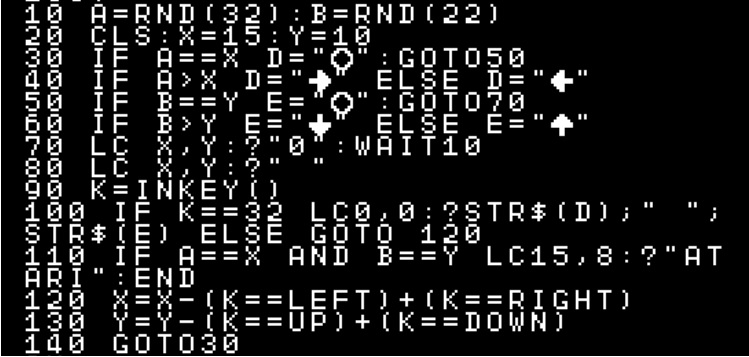 10 A=RND(32):B=RND(22)
20 CLS:X=15:Y=10
30 IF A==X D="○":GOTO50
40 IF A>X D="→" ELSE D="←"
50 IF B==Y E="○":GOTO70
60 IF B>Y E="↓" ELSE E="↑"
70 LC X,Y:?"0":WAIT10
80 LC X,Y:?" "
90 K=INKEY()
100 IF K==32 LC0,0:?STR$(D);" ";
STR$(E) ELSE GOTO 120
110 IF A==X AND B==Y LC15,8:?"AT
ARI":END
120 X=X-(K==LEFT)+(K==RIGHT)
130 Y=Y-(K==UP)+(K==DOWN)
140 GOTO30